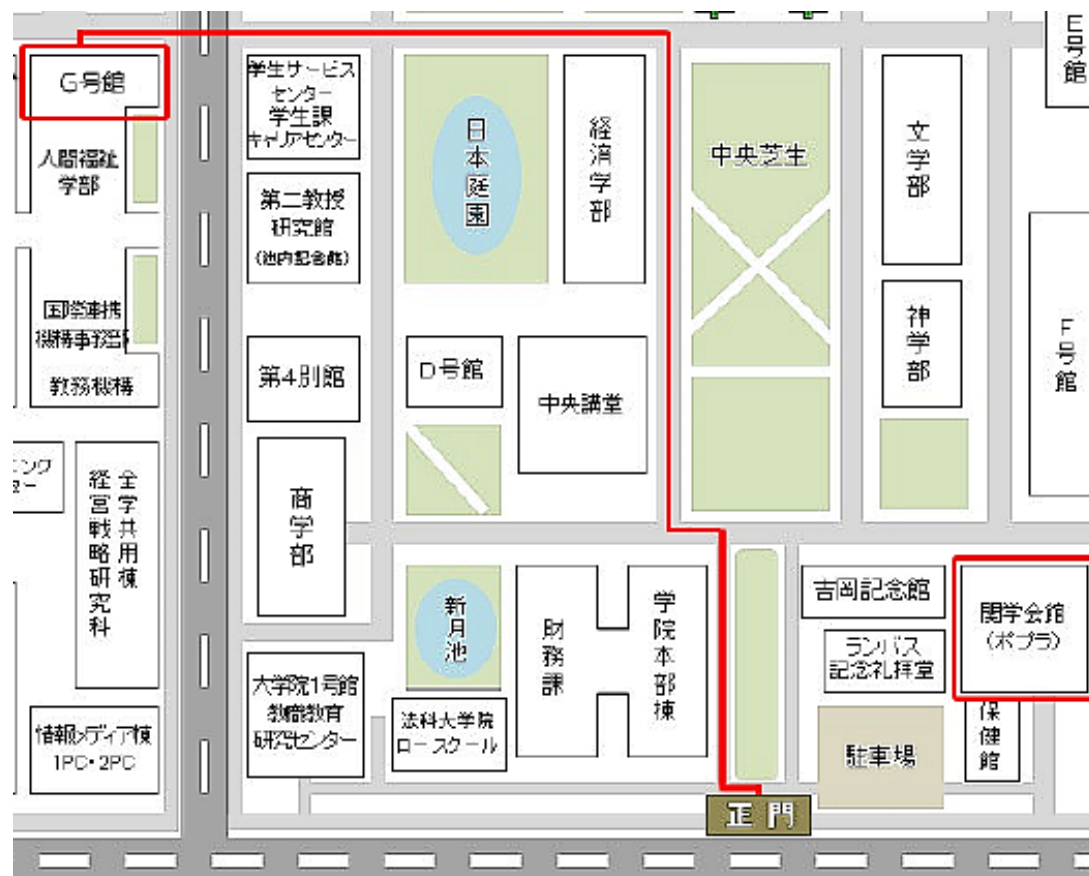 G号館
人間福祉
学部
国際連携
機構事務部
教務機構
全学共用棟
経営戦略研究科
情報メディア棟
1PC・2PC
学生サービス
センター
学生課
キャリアセンター
第二教授
研究館
(池内記念館)
第4別館
商学部
大学院1号館
教職教育
研究センター
日本庭園
経済学部
D号館
中央講堂
新月池
法科大学院
ロースクール
財務課
学院本部棟
中央芝生
文学部
神学部
E号館
F号館
吉岡記念館
ランバス
記念礼拝堂
関学会館
(ポプラ)
保健館
駐車場
正門